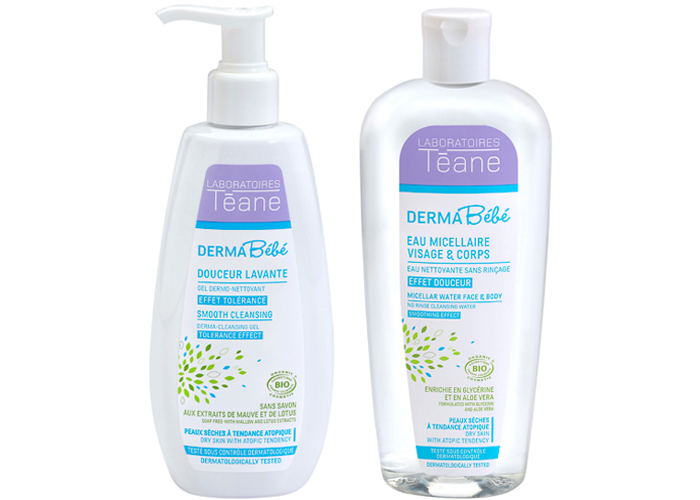 LABORATOIRES
Téane
DERMA Bébé
DOUCEUR LAVANTE
GEL DERMO-NETTOYANT
EFFET TOLÉRANCE
SMOOTH CLEANSING
DERMA-CLEANSING GEL
TOLERANCE EFFECT
BIO
SANS SAVON
AUX EXTRAITS DE MAUVE ET DE LOTUS
SOAP FREE-WITH MALLOW AND LOTUS EXTRACTS
PEAUX SÈCHES À TENDANCE ATOPIQUE
DRY SKIN WITH ATOPIC TENDENCY
TESTÉ SOUS CONTRÔLE DERMATOLOGIQUE
DERMATOLOGICALLY TESTED
LABORATOIRES
Téane
DERMA Bébé
EAU MICELLAIRE
VISAGE & CORPS
EAU NETTOYANTE SANS RINÇAGE
EFFET DOUCEUR
MICELLAR WATER FACE & BODY
NO RINSE CLEANSING WATER
SMOOTHING EFFECT
BIO
ENRICHIE EN GLYCÉRINE
ET EN ALOE VERA
FORMULATED WITH GLYCERIN
AND ALOE VERA
PEAUX SÈCHES
À TENDANCE ATOPIQUE
DRY SKIN
WITH ATOPIC TENDENCY
TESTÉ SOUS CONTRÔLE
DERMATOLOGIQUE
DERMATOLOGICALLY TESTED